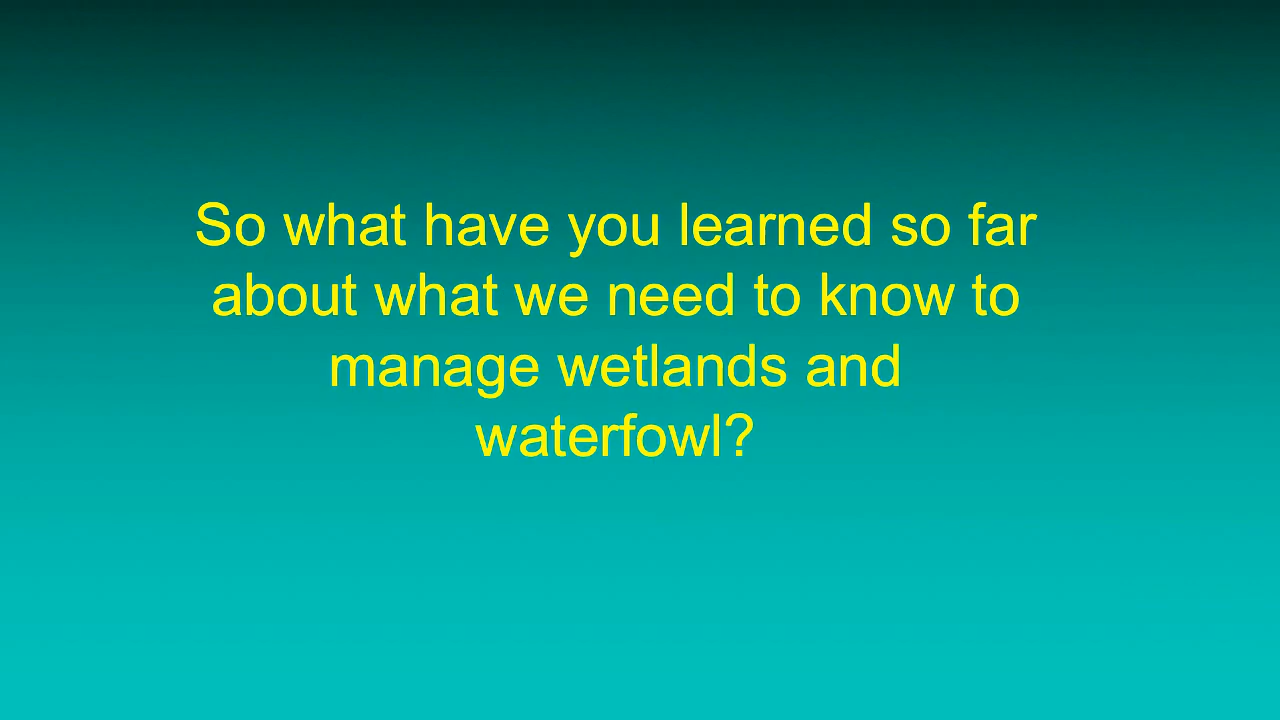 So what have you learned so far
about what we need to know to
manage wetlands and
waterfowl?